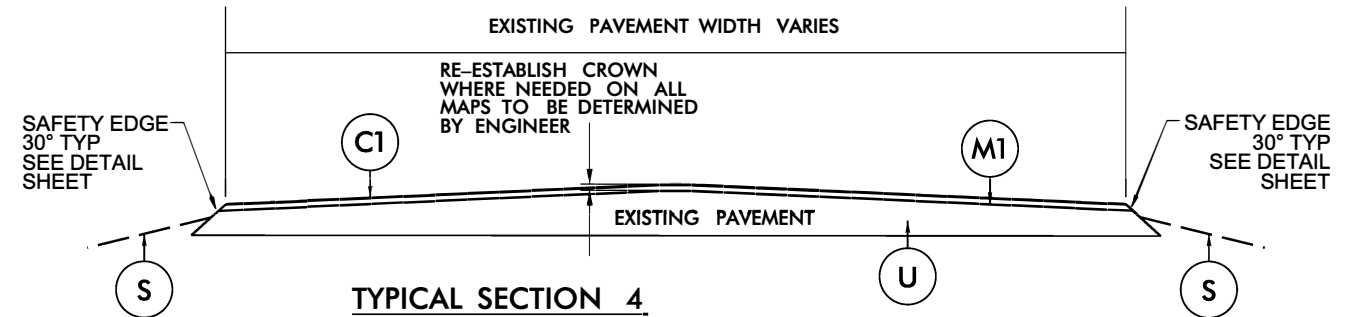 EXISTING PAVEMENT WIDTH VARIES
RE-ESTABLISH CROWN
WHERE NEEDED ON ALL
MAPS TO BE DETERMINED
BY ENGINEER
SAFETY EDGE
30° TYP
SEE DETAIL
SHEET
C1
M1
SAFETY EDGE
30° TYP
SEE DETAIL
SHEET
EXISTING PAVEMENT
S
U
S
TYPICAL SECTION 4